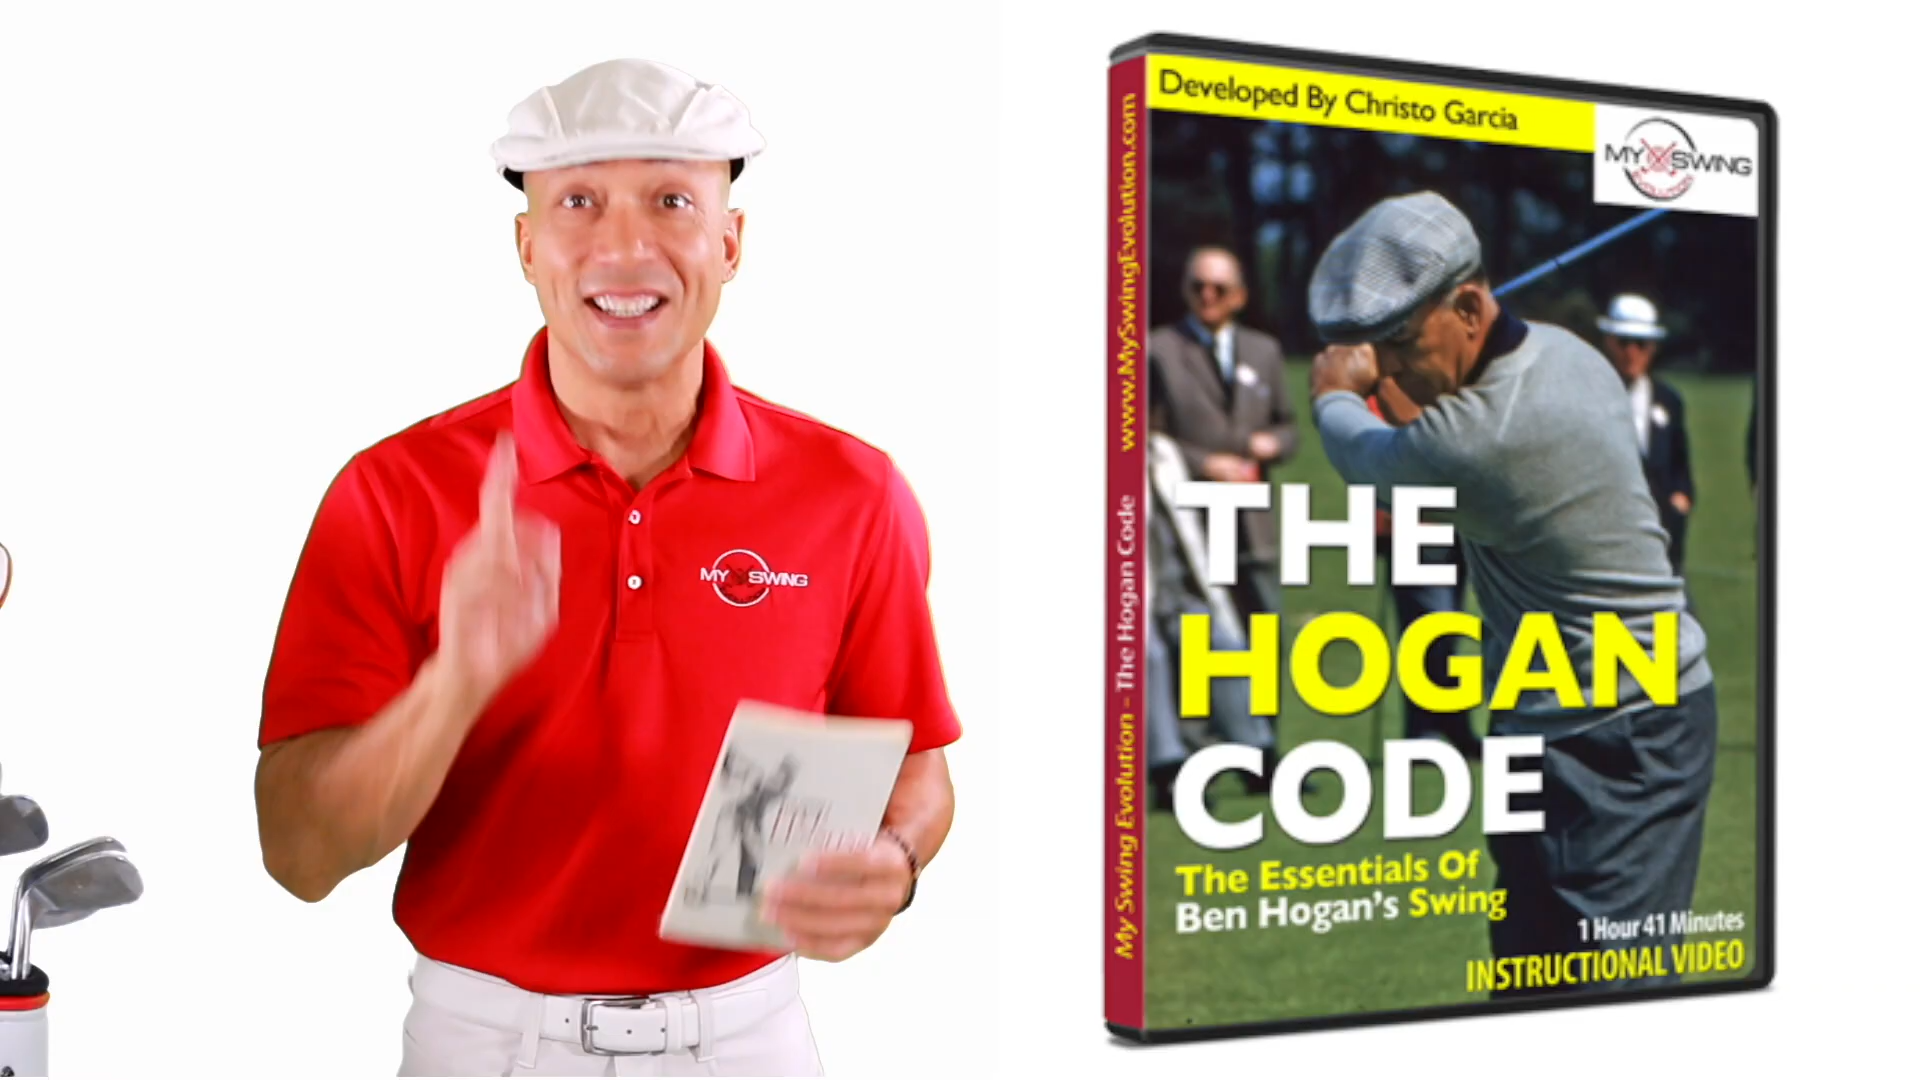 MY SWING
Developed By Christo Garcia
MY SWING
EVOLUTION
www.MySwingEvolution.com
My Swing Evolution - The Hogan Code
THE
HOGAN
CODE
The Essentials Of
Ben Hogan's Swing
1 Hour 41 Minutes
INSTRUCTIONAL VIDEO